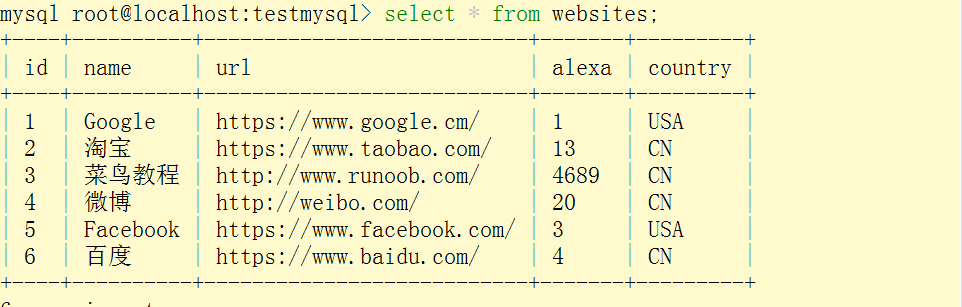 mysql root@localhost:testmysql> select * from websites;
+----+----------+---------------------------+-------+---------+
| id | name | url | alexa | country |
+----+----------+---------------------------+-------+---------+
| 1 | Google | https://www.google.cm/ | 1 | USA |
| 2 | 淘宝 | https://www.taobao.com/ | 13 | CN |
| 3 | 菜鸟教程 | http://www.runoob.com/ | 4689 | CN |
| 4 | 微博 | http://weibo.com/ | 20 | CN |
| 5 | Facebook | https://www.facebook.com/ | 3 | USA |
| 6 | 百度 | https://www.baidu.com/ | 4 | CN |
+----+----------+---------------------------+-------+---------+